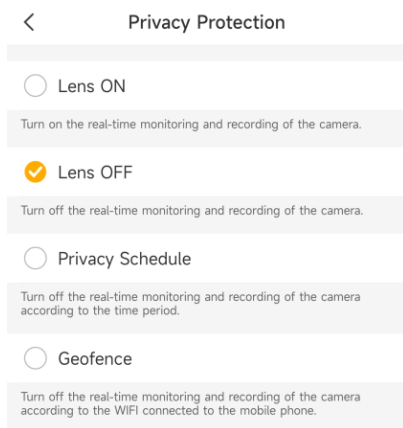 Privacy Protection
Lens ON
Turn on the real-time monitoring and recording of the camera.
Lens OFF
Turn off the real-time monitoring and recording of the camera.
Privacy Schedule
Turn off the real-time monitoring and recording of the camera
according to the time period.
Geofence
Turn off the real-time monitoring and recording of the camera
according to the WIFI connected to the mobile phone.